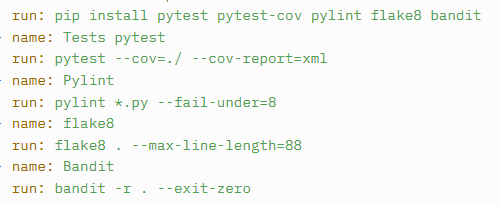 run: pip install pytest pytest-cov pylint flake8 bandit
- name: Tests pytest
run: pytest --cov=./ --cov-report=xml
- name: Pylint
run: pylint *.py --fail-under=8
- name: flake8
run: flake8 . --max-line-length=88
- name: Bandit
run: bandit -r . --exit-zero